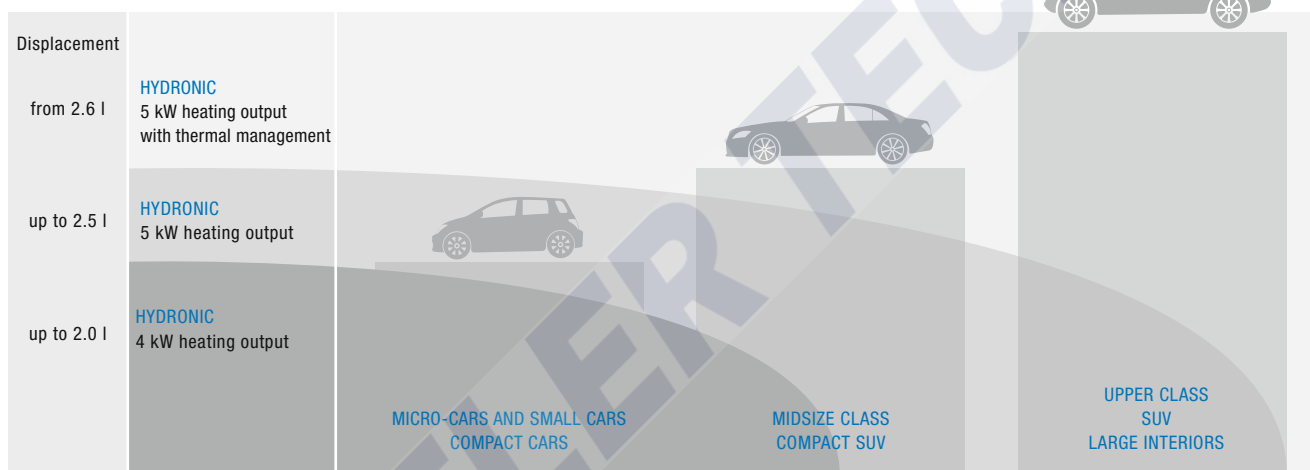 Displacement
from 2.6 l
HYDRONIC
5 kW heating output
with thermal management
up to 2.5 l
HYDRONIC
5 kW heating output
up to 2.0 l
HYDRONIC
4 kW heating output
MICRO-CARS AND SMALL CARS
COMPACT CARS
MIDSIZE CLASS
COMPACT SUV
UPPER CLASS
SUV
LARGE INTERIORS